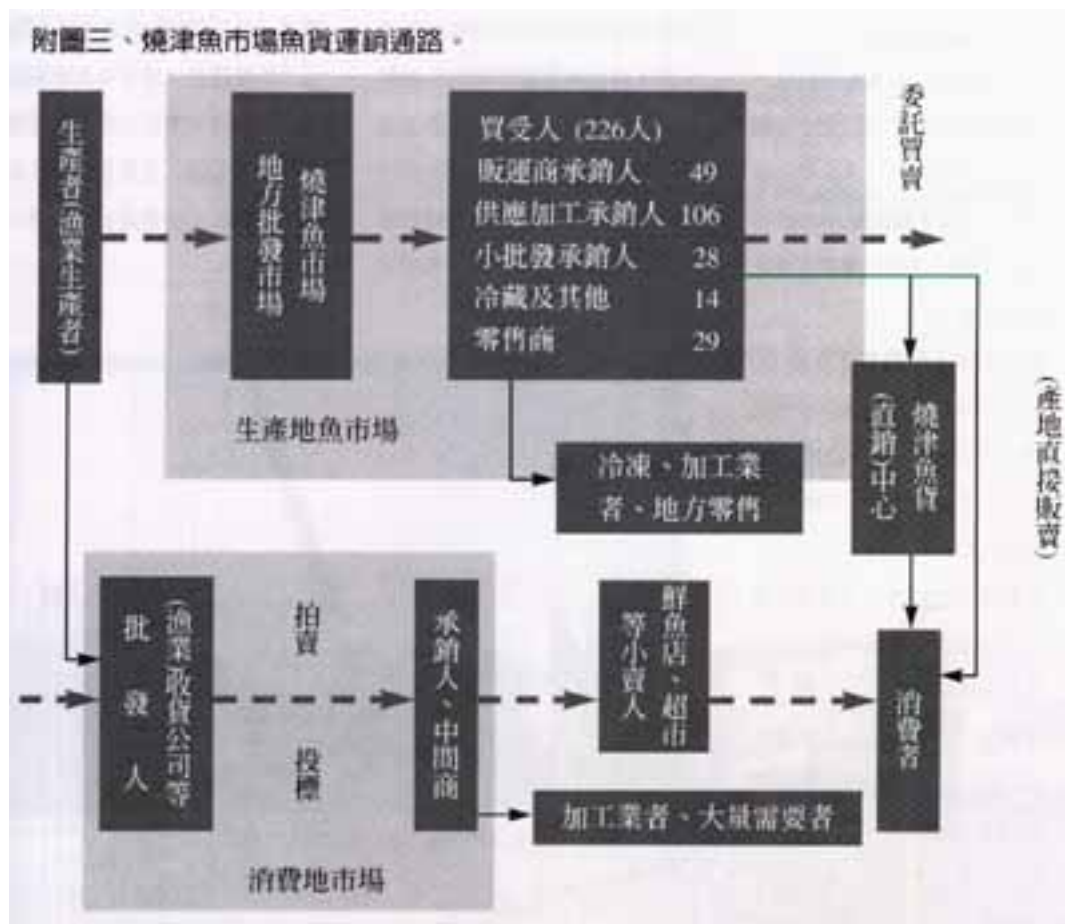 附圖三、燒津魚市場魚貨運銷通路。
生產者(漁業生產者)
燒津魚市場
地方批發市場
買受人 (226人)
販運商承銷人 49
供應加工承銷人 106
小批發承銷人 28
冷藏及其他 14
零售商 29
委託買賣
生產地魚市場
冷凍、加工業
者、地方零售
燒津魚貨
(直銷)中心
(產地直接販賣)
批發人
(漁業散貨公司等
拍賣
投標
承銷人、中間商
鮮魚店、超市
等小賣人
消費者
加工業者、大量需要者
消費地市場